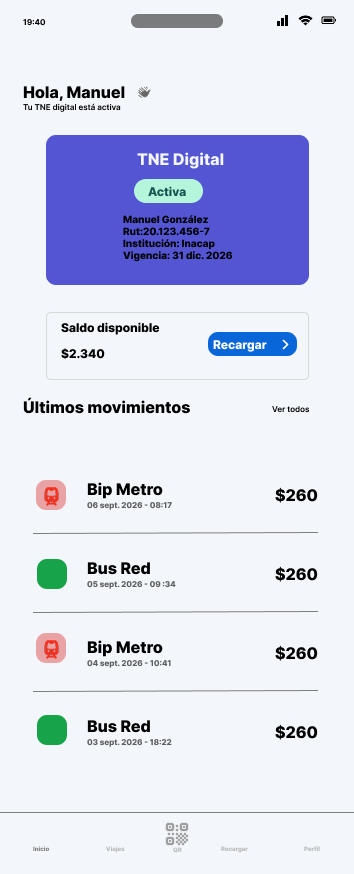 19:40
Hola, Manuel
Tu TNE digital está activa
TNE Digital
Activa
Manuel González
Rut:20.123.456-7
Institución: Inacap
Vigencia: 31 dic. 2026
Saldo disponible
$2.340
Recargar
Últimos movimientos
Ver todos
Bip Metro
06 sept. 2026 - 08:17
$260
Bus Red
05 sept. 2026 - 09 :34
$260
Bip Metro
04 sept. 2026 - 10:41
$260
Bus Red
03 sept. 2026 - 18:22
$260
Inicio
Viajes
QR
Recargar
Perfil